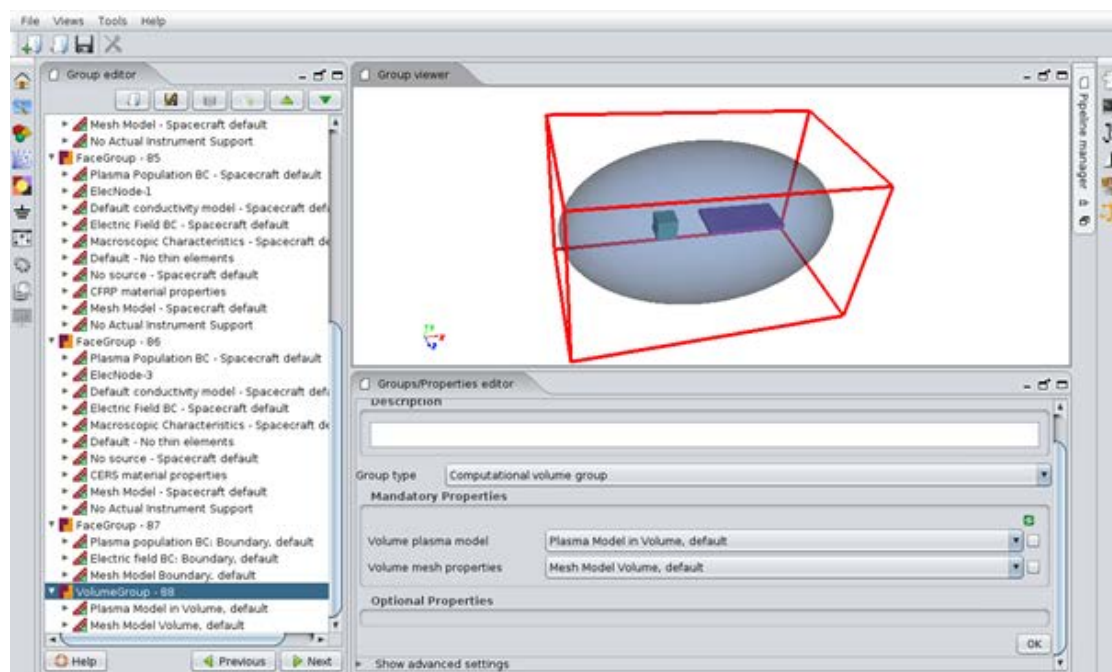 File Views Tools Help
Group editor
Mesh Model - Spacecraft default
No Actual Instrument Support
FaceGroup - 85
Plasma Population BC - Spacecraft default
ElecNode-1
Default conductivity model - Spacecraft def
Electric Field BC - Spacecraft default
Macroscopic Characteristics - Spacecraft de
Default - No thin elements
No source - Spacecraft default
CFRP material properties
Mesh Model - Spacecraft default
No Actual Instrument Support
FaceGroup - 86
Plasma Population BC - Spacecraft default
ElecNode-3
Default conductivity model - Spacecraft def
Electric Field BC - Spacecraft default
Macroscopic Characteristics - Spacecraft de
Default - No thin elements
No source - Spacecraft default
CERS material properties
Mesh Model - Spacecraft default
No Actual Instrument Support
FaceGroup - 87
Plasma population BC: Boundary, default
Electric field BC: Boundary, default
Mesh Model Boundary, default
VolumeGroup - 88
Plasma Model in Volume, default
Mesh Model Volume, default
Help Previous Next
Group viewer
Groups/Properties editor
Description
Group type Computational volume group
Mandatory Properties
Volume plasma model Plasma Model in Volume, default
Volume mesh properties Mesh Model Volume, default
Optional Properties
OK
Show advanced settings
Pipeline manager